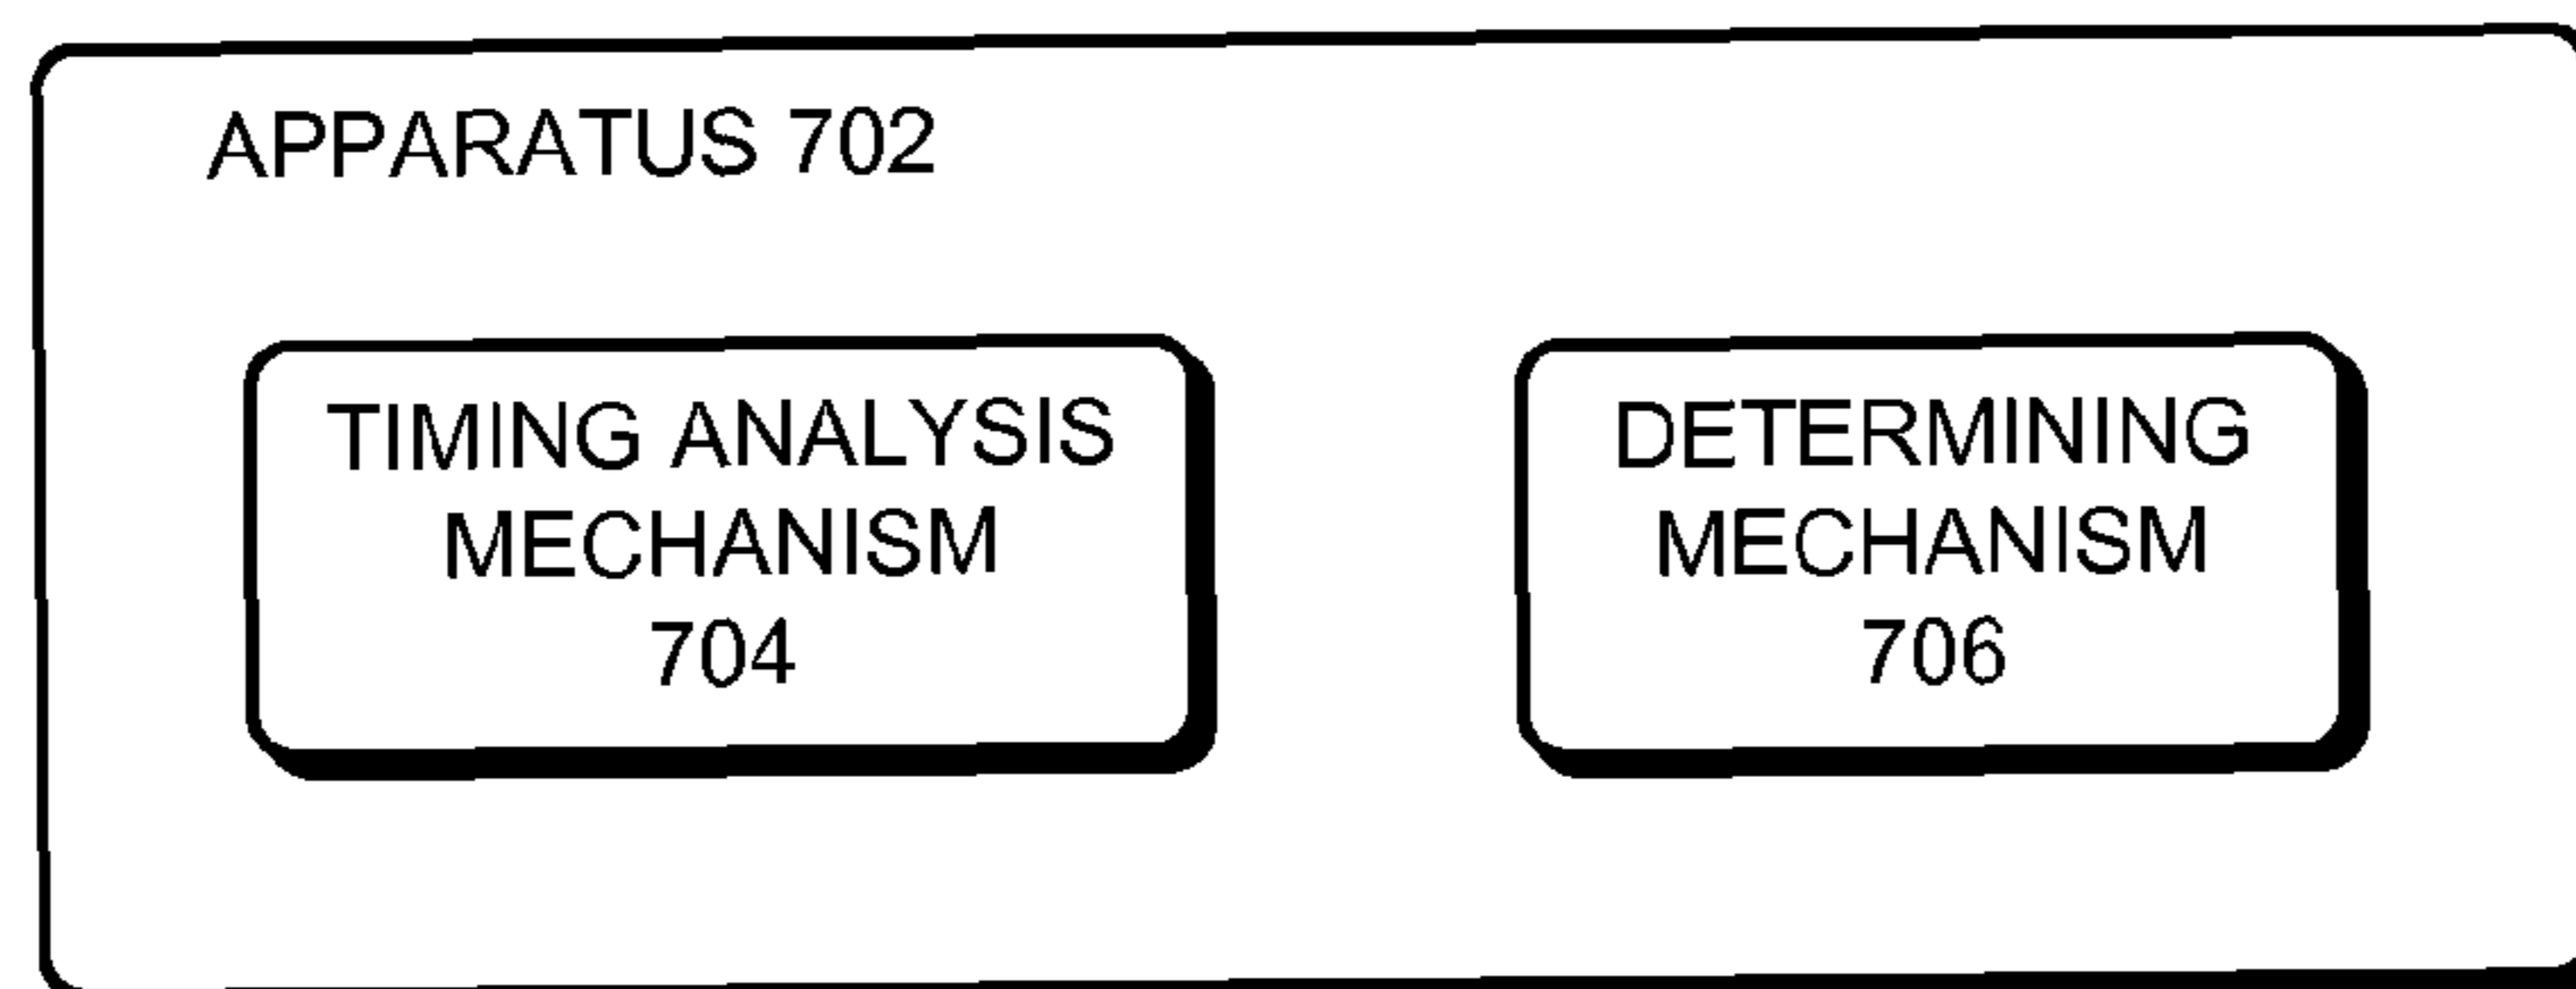 APPARATUS 702
TIMING ANALYSIS
MECHANISM
704
DETERMINING
MECHANISM
706